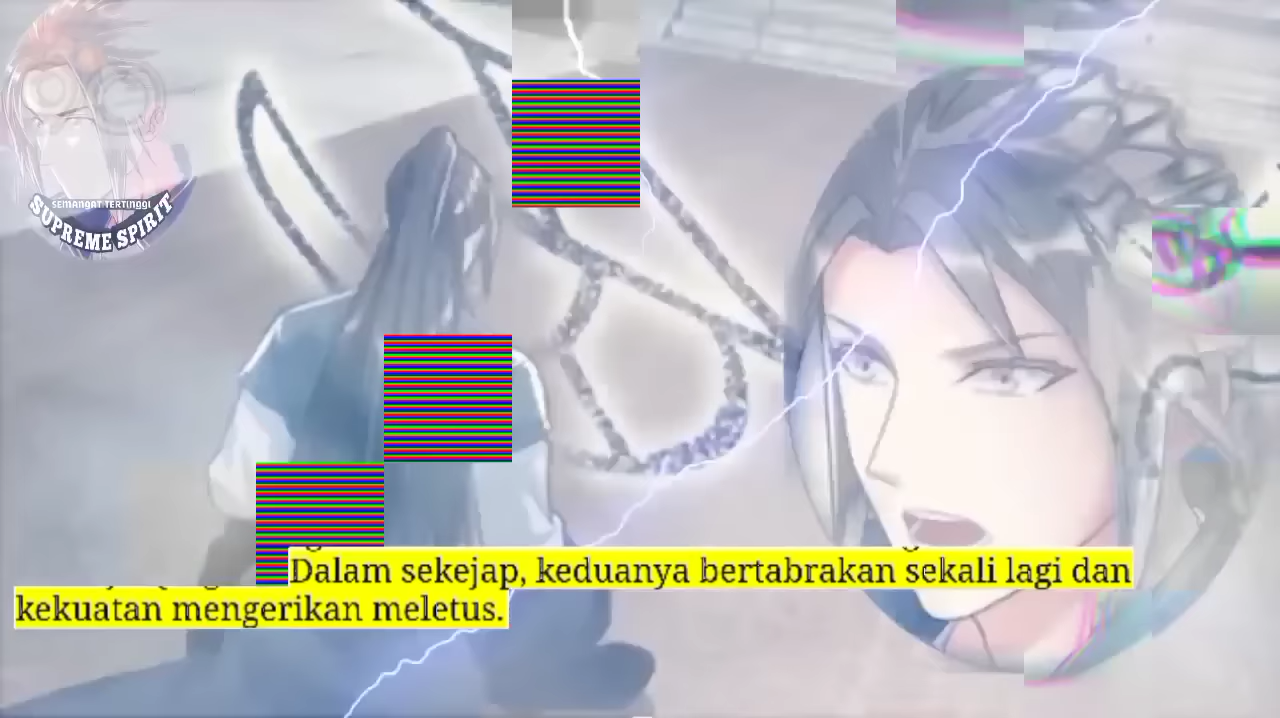 SEMANGAT TERTINGGI
SUPREME SPIRIT
Dalam sekejap, keduanya bertabrakan sekali lagi dan
kekuatan mengerikan meletus.